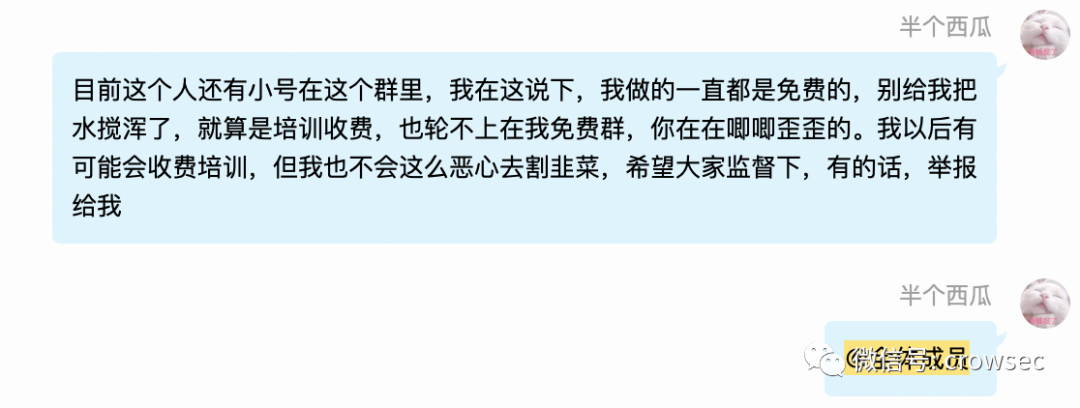 半个西瓜
目前这个人还有小号在这个群里，我在这说下，我做的一直都是免费的，别给我把
水搅浑了，就算是培训收费，也轮不上在我免费群，你在在唧唧歪歪的。我以后有
可能会收费培训，但我也不会这么恶心去割韭菜，希望大家监督下，有的话，举报
给我
半个西瓜
@全体成员
微信号: crowsec